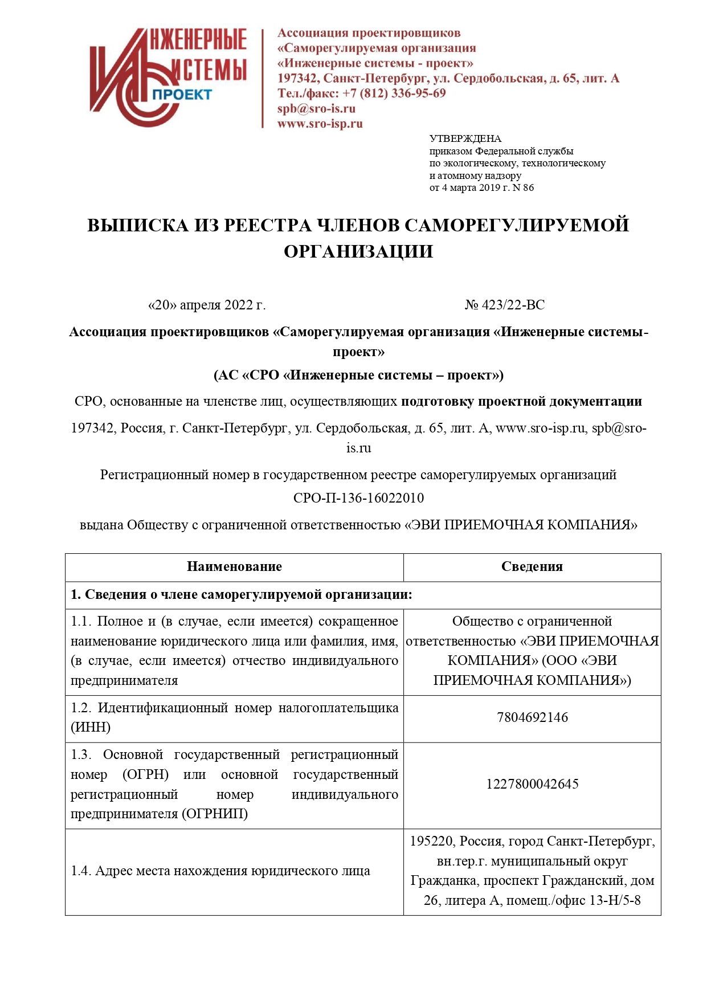 ИНЖЕНЕРНЫЕ
СИСТЕМЫ
ПРОЕКТ
Ассоциация проектировщиков
«Саморегулируемая организация
«Инженерные системы - проект»
197342, Санкт-Петербург, ул. Сердобольская, д. 65, лит. А
Тел./факс: +7 (812) 336-95-69
spb@sro-is.ru
www.sro-isp.ru
УТВЕРЖДЕНА
приказом Федеральной службы
по экологическому, технологическому
и атомному надзору
от 4 марта 2019 г. N 86
ВЫПИСКА ИЗ РЕЕСТРА ЧЛЕНОВ САМОРЕГУЛИРУЕМОЙ
ОРГАНИЗАЦИИ
«20» апреля 2022 г. № 423/22-ВС
Ассоциация проектировщиков «Саморегулируемая организация «Инженерные системы-
проект»
(АС «СРО «Инженерные системы – проект»)
СРО, основанные на членстве лиц, осуществляющих подготовку проектной документации
197342, Россия, г. Санкт-Петербург, ул. Сердобольская, д. 65, лит. А, www.sro-isp.ru, spb@sro-
is.ru
Регистрационный номер в государственном реестре саморегулируемых организаций
СРО-П-136-16022010
выдана Обществу с ограниченной ответственностью «ЭВИ ПРИЕМОЧНАЯ КОМПАНИЯ»
Наименование
Сведения
1. Сведения о члене саморегулируемой организации:
1.1. Полное и (в случае, если имеется) сокращенное
наименование юридического лица или фамилия, имя,
(в случае, если имеется) отчество индивидуального
предпринимателя
Общество с ограниченной
ответственностью «ЭВИ ПРИЕМОЧНАЯ
КОМПАНИЯ» (ООО «ЭВИ
ПРИЕМОЧНАЯ КОМПАНИЯ»)
1.2. Идентификационный номер налогоплательщика
(ИНН)
7804692146
1.3. Основной государственный регистрационный
номер (ОГРН) или основной государственный
регистрационный номер индивидуального
предпринимателя (ОГРНИП)
1227800042645
1.4. Адрес места нахождения юридического лица
195220, Россия, город Санкт-Петербург,
вн.тер.г. муниципальный округ
Гражданка, проспект Гражданский, дом
26, литера А, помещ./офис 13-Н/5-8